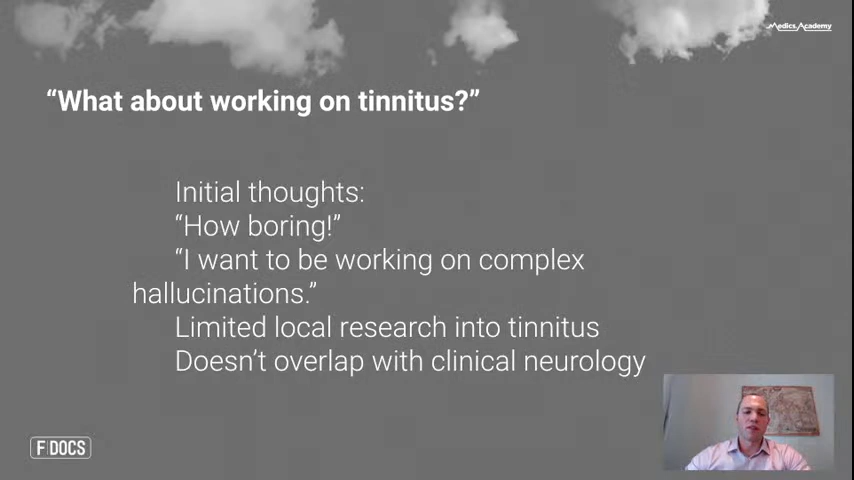 Medics.Academy
“What about working on tinnitus?”
Initial thoughts:
“How boring!”
“I want to be working on complex
hallucinations.”
Limited local research into tinnitus
Doesn’t overlap with clinical neurology
F|DOCS